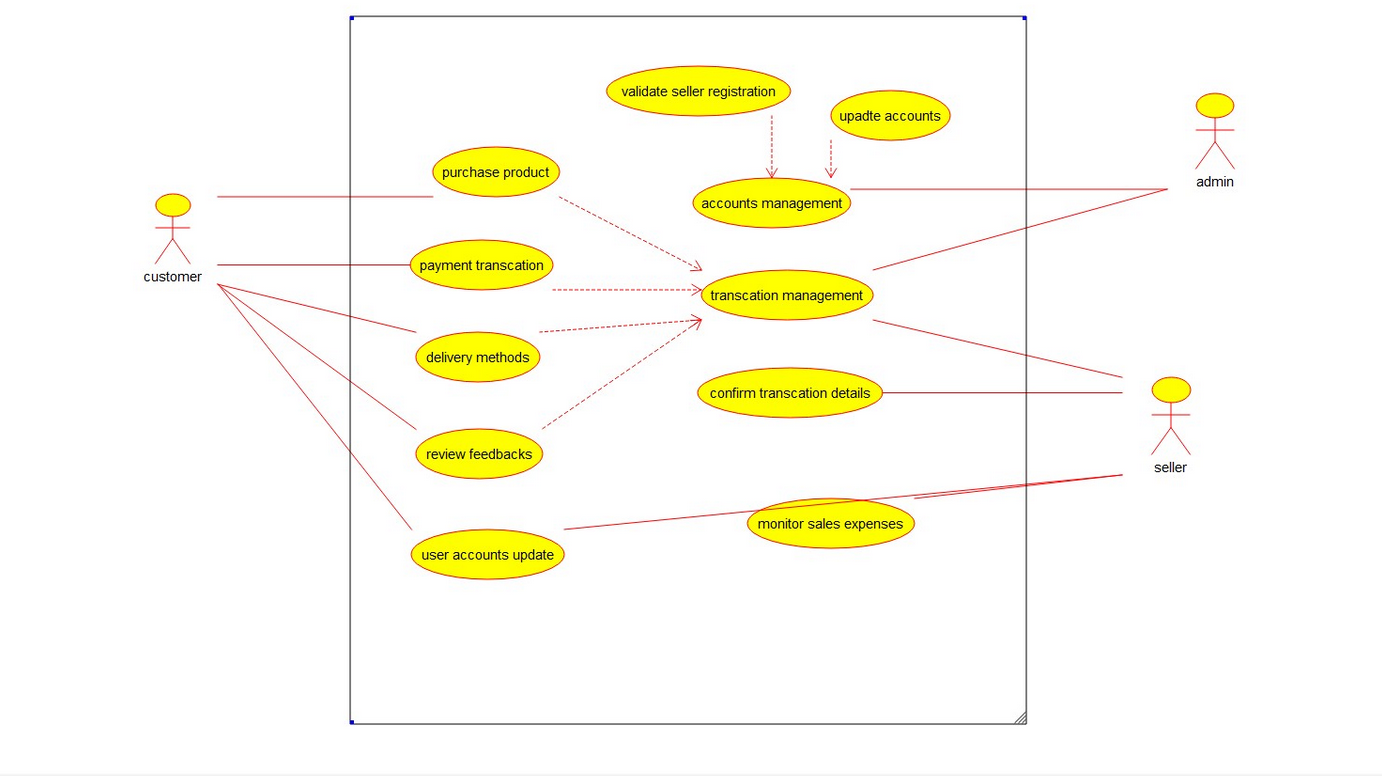 validate seller registration
upadte accounts
purchase product
admin
accounts management
payment transcation
customer
transcation management
delivery methods
confirm transcation details
review feedbacks
seller
monitor sales expenses
user accounts update